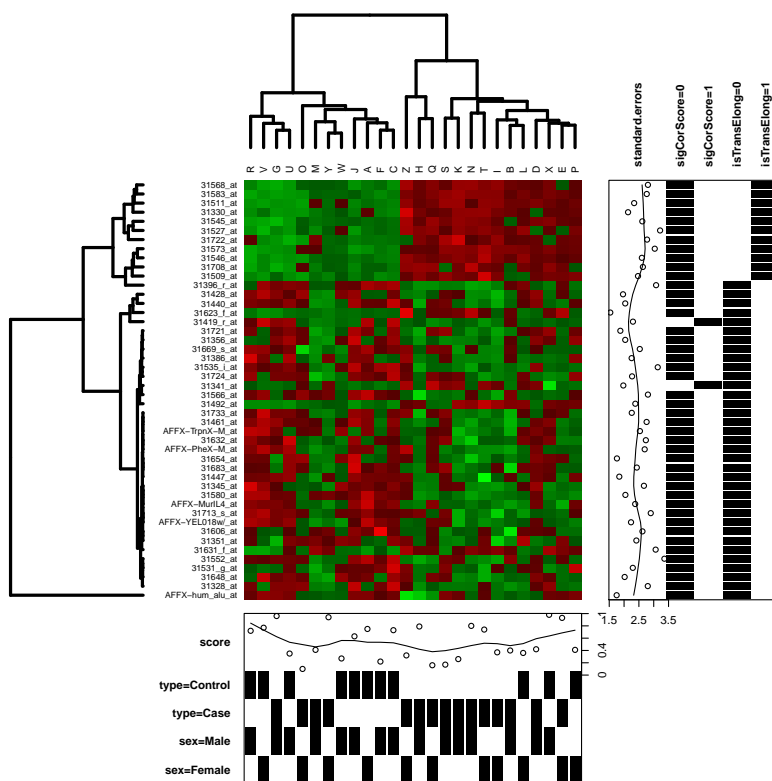 standard.errors
sigCorScore=0
sigCorScore=1
isTransElong=0
isTransElong=1
R V G U O M Y W J A F C Z H Q S K N T I B L D X E P
31568_at
31583_at
31511_at
31330_at
31545_at
31527_at
31722_at
31573_at
31546_at
31708_at
31509_at
31396_r_at
31428_at
31440_at
31623_f_at
31419_r_at
31721_at
31356_at
31669_s_at
31386_at
31535_i_at
31724_at
31341_at
31566_at
31492_at
31733_at
31461_at
AFFX−TrpnX−M_at
31632_at
AFFX−PheX−M_at
31654_at
31683_at
31447_at
31345_at
31580_at
AFFX−MurIL4_at
31713_s_at
AFFX−YEL018w/_at
31606_at
31351_at
31631_f_at
31552_at
31531_g_at
31648_at
31328_at
AFFX−hum_alu_at
1.5 2.5 3.5
score
0 0.4 1
type=Control
type=Case
sex=Male
sex=Female